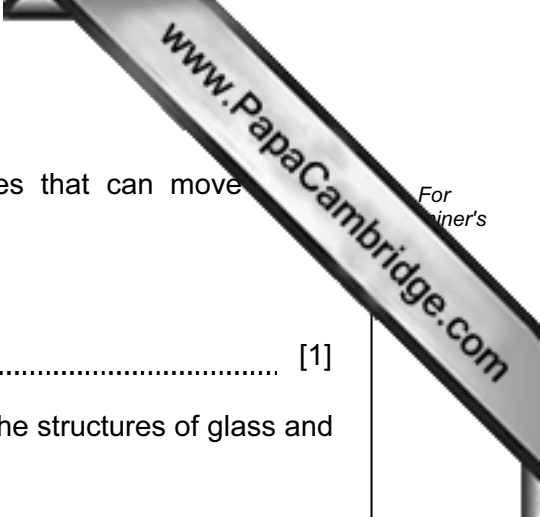 www.PapaCambridge.com
es that can move
For
iner's
[1]
he structures of glass and